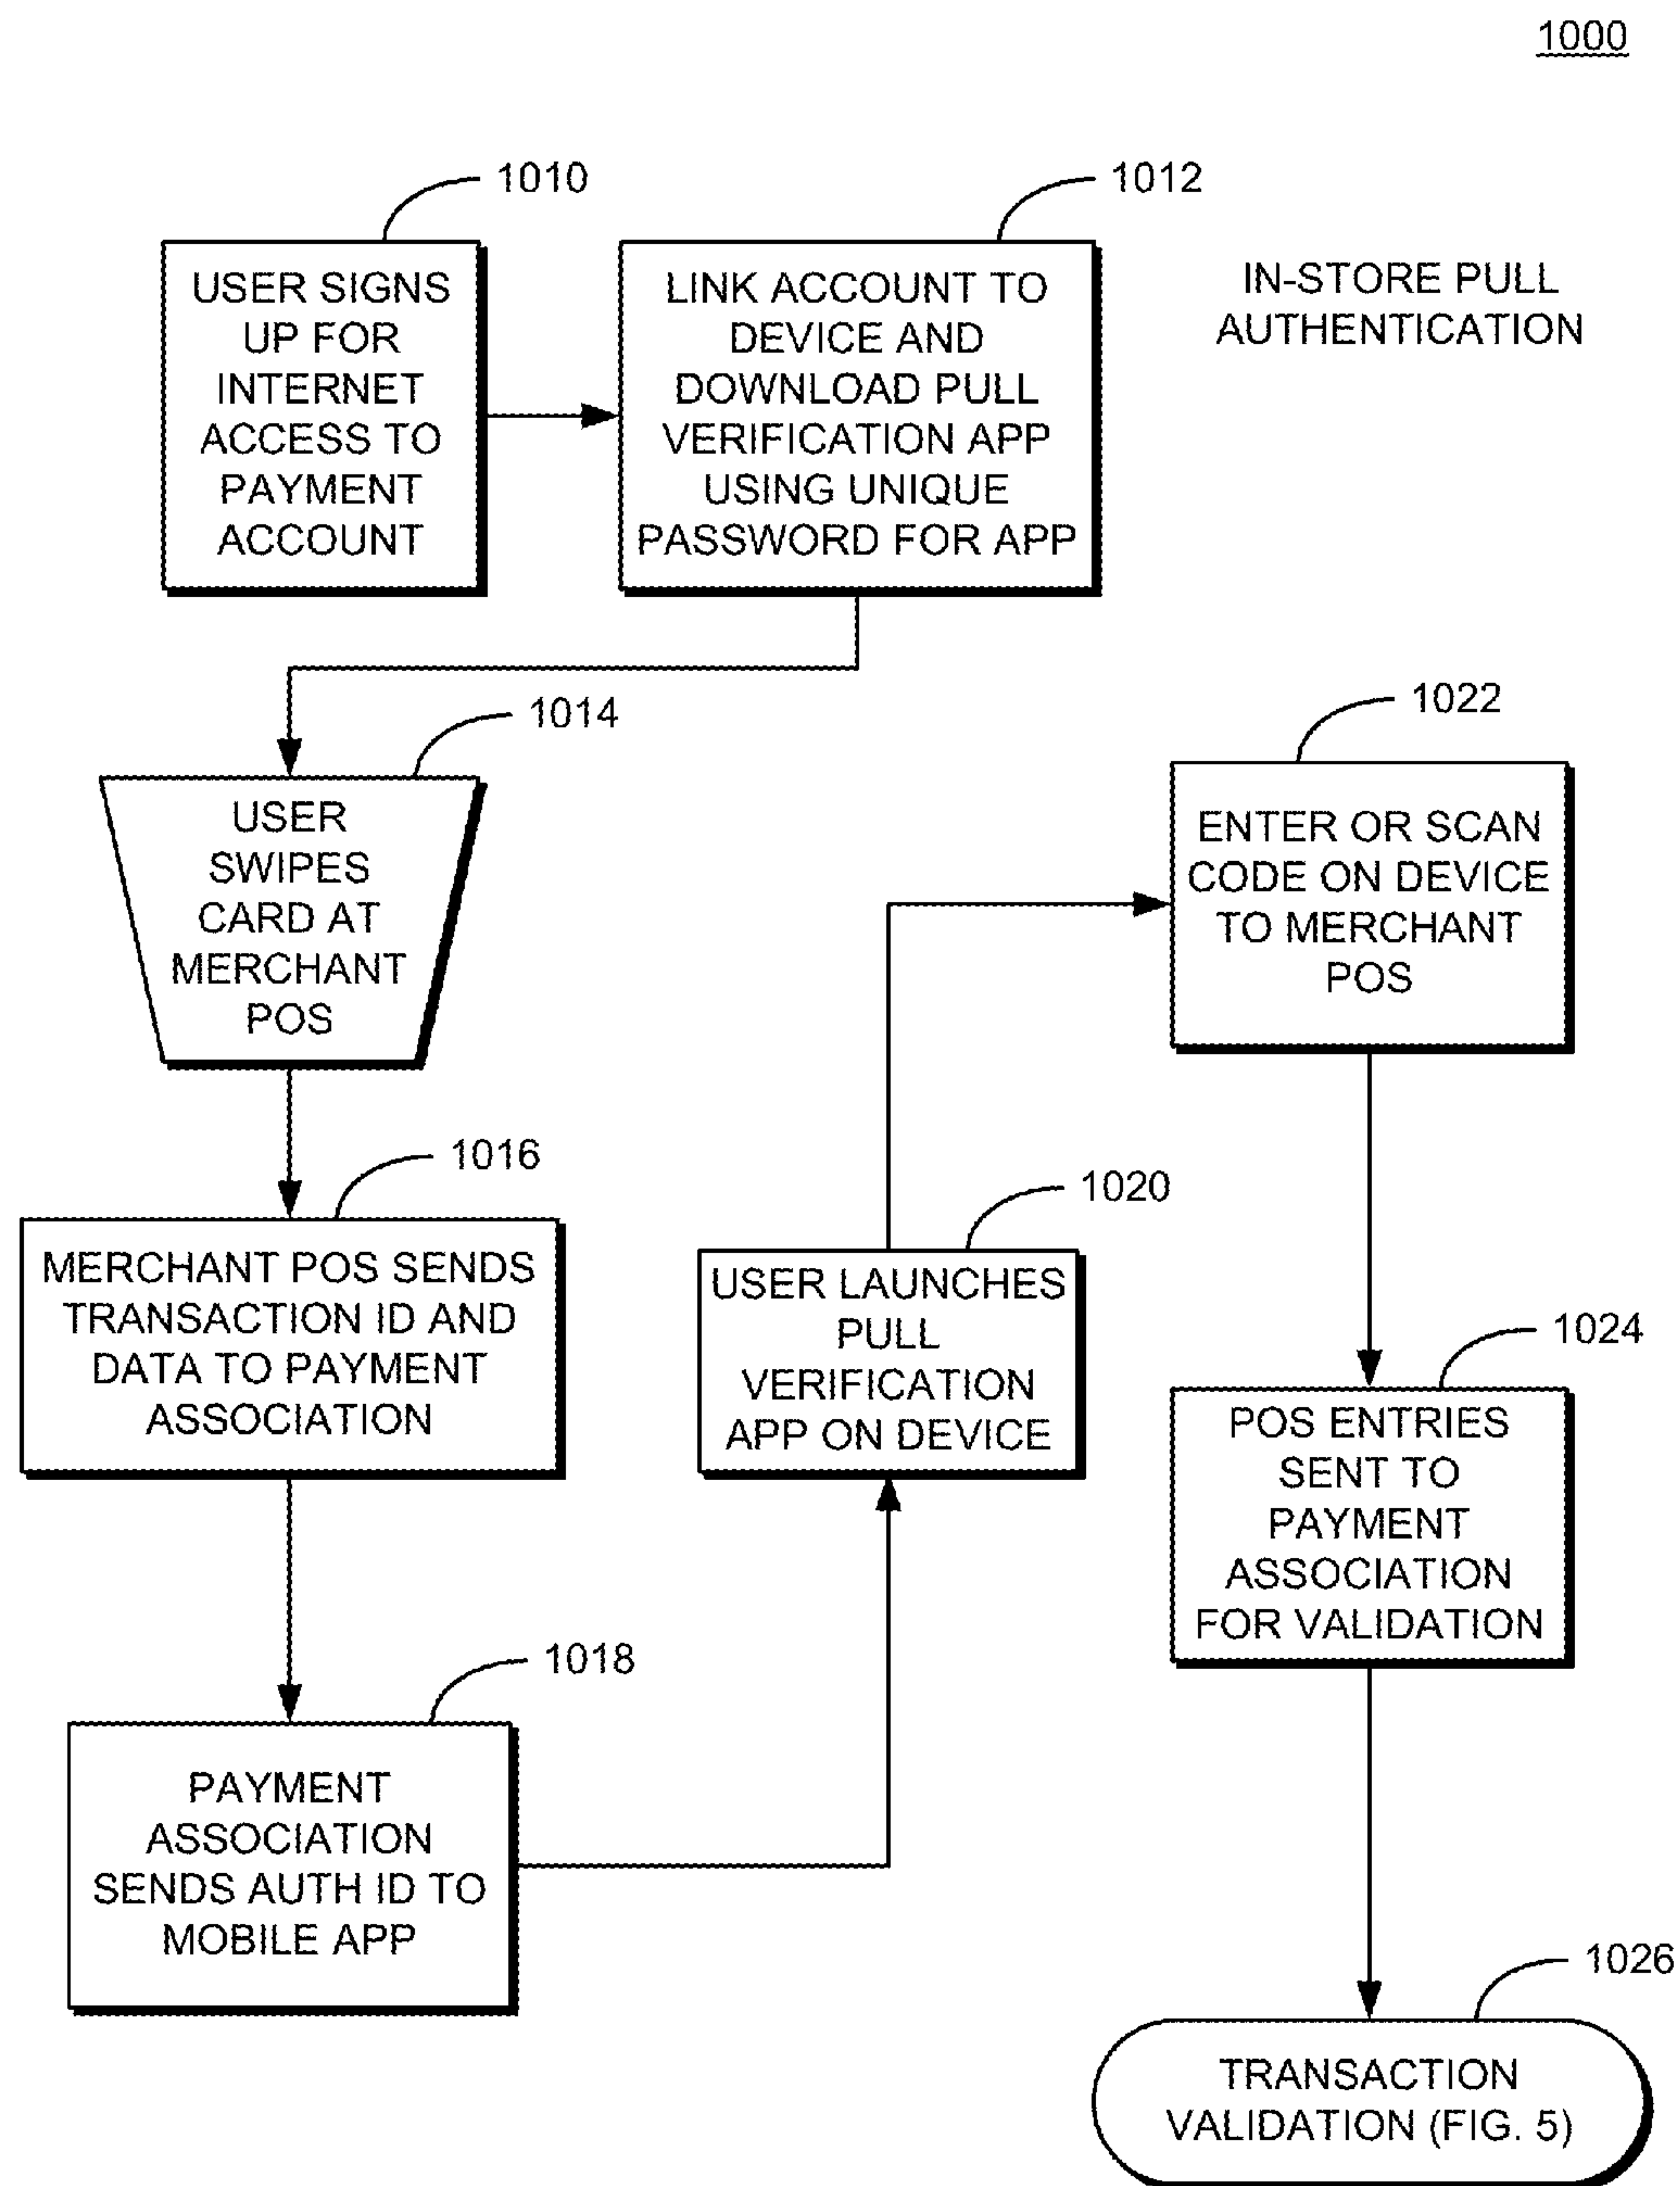 1000
1010
USER SIGNS
UP FOR
INTERNET
ACCESS TO
PAYMENT
ACCOUNT
1012
LINK ACCOUNT TO
DEVICE AND
DOWNLOAD PULL
VERIFICATION APP
USING UNIQUE
PASSWORD FOR APP
IN-STORE PULL
AUTHENTICATION
1014
USER
SWIPES
CARD AT
MERCHANT
POS
1016
MERCHANT POS SENDS
TRANSACTION ID AND
DATA TO PAYMENT
ASSOCIATION
1018
PAYMENT
ASSOCIATION
SENDS AUTH ID TO
MOBILE APP
1020
USER LAUNCHES
PULL
VERIFICATION
APP ON DEVICE
1022
ENTER OR SCAN
CODE ON DEVICE
TO MERCHANT
POS
1024
POS ENTRIES
SENT TO
PAYMENT
ASSOCIATION
FOR VALIDATION
1026
TRANSACTION
VALIDATION (FIG. 5)